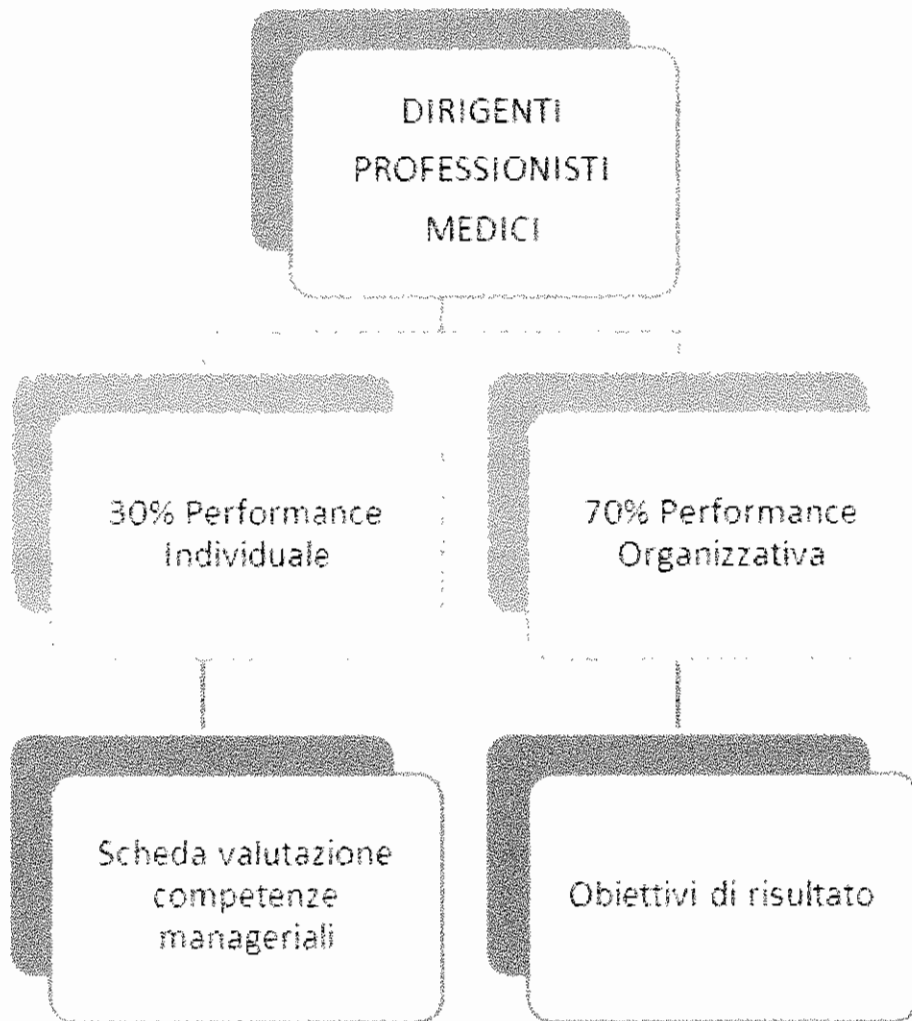 DIRIGENTI
PROFESSIONISTI
MEDICI
30% Performance
Individuale
70% Performance
Organizzativa
Scheda valutazione
competenze
manageriali
Obiettivi di risultato